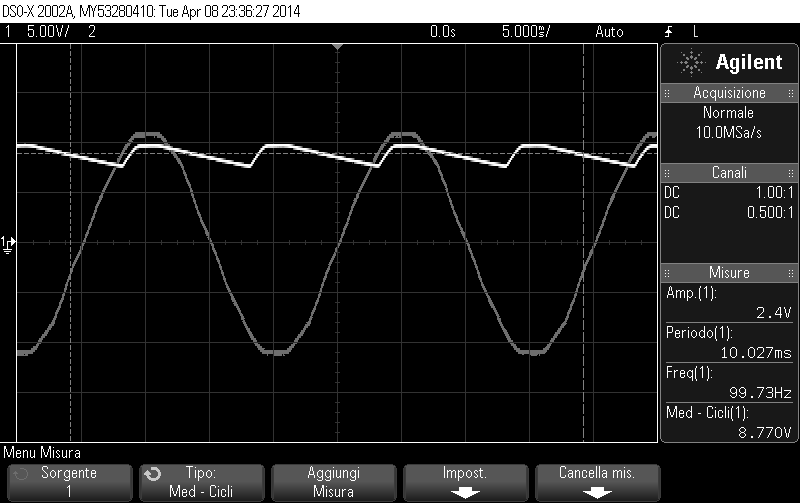 DSO-X 2002A, MY53280410: Tue Apr 08 23:36:27 2014
1 5.00V/ 2 0.0s 5.000ms/ Auto L
Agilent
Acquisizione
Normale
10.0MSa/s
Canali
DC 1.00:1
DC 0.500:1
Misure
Amp.(1):
2.4V
Periodo(1):
10.027ms
Freq(1):
99.73Hz
Med - Cicli(1):
8.770V
1
Menu Misura
Sorgente
1
Tipo:
Med - Cicli
Aggiungi
Misura
Impost.
Cancella mis.